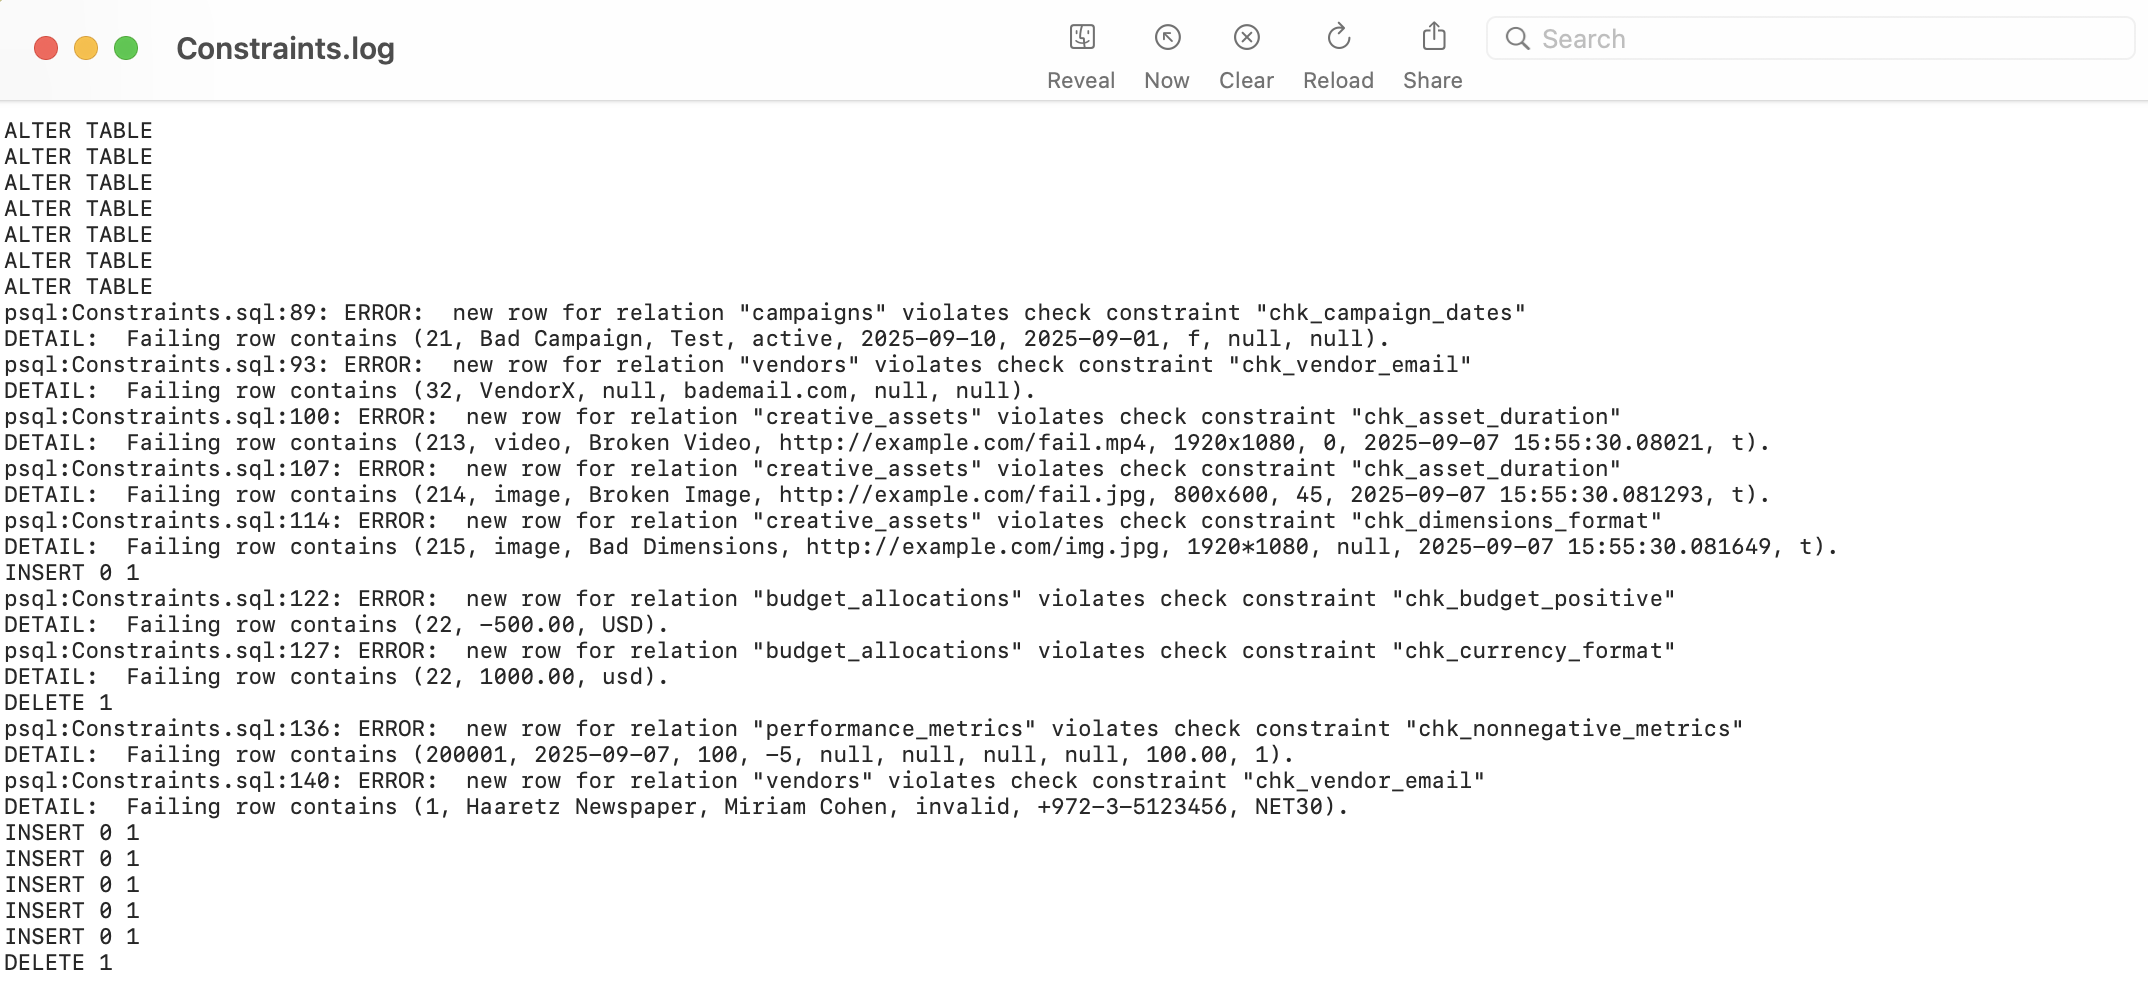 Constraints.log
Reveal Now Clear Reload Share
Search
ALTER TABLE
ALTER TABLE
ALTER TABLE
ALTER TABLE
ALTER TABLE
ALTER TABLE
ALTER TABLE
psql:Constraints.sql:89: ERROR:  new row for relation "campaigns" violates check constraint "chk_campaign_dates"
DETAIL:  Failing row contains (21, Bad Campaign, Test, active, 2025-09-10, 2025-09-01, f, null, null).
psql:Constraints.sql:93: ERROR:  new row for relation "vendors" violates check constraint "chk_vendor_email"
DETAIL:  Failing row contains (32, VendorX, null, bademail.com, null, null).
psql:Constraints.sql:100: ERROR:  new row for relation "creative_assets" violates check constraint "chk_asset_duration"
DETAIL:  Failing row contains (213, video, Broken Video, http://example.com/fail.mp4, 1920x1080, 0, 2025-09-07 15:55:30.08021, t).
psql:Constraints.sql:107: ERROR:  new row for relation "creative_assets" violates check constraint "chk_asset_duration"
DETAIL:  Failing row contains (214, image, Broken Image, http://example.com/fail.jpg, 800x600, 45, 2025-09-07 15:55:30.081293, t).
psql:Constraints.sql:114: ERROR:  new row for relation "creative_assets" violates check constraint "chk_dimensions_format"
DETAIL:  Failing row contains (215, image, Bad Dimensions, http://example.com/img.jpg, 1920*1080, null, 2025-09-07 15:55:30.081649, t).
INSERT 0 1
psql:Constraints.sql:122: ERROR:  new row for relation "budget_allocations" violates check constraint "chk_budget_positive"
DETAIL:  Failing row contains (22, -500.00, USD).
psql:Constraints.sql:127: ERROR:  new row for relation "budget_allocations" violates check constraint "chk_currency_format"
DETAIL:  Failing row contains (22, 1000.00, usd).
DELETE 1
psql:Constraints.sql:136: ERROR:  new row for relation "performance_metrics" violates check constraint "chk_nonnegative_metrics"
DETAIL:  Failing row contains (200001, 2025-09-07, 100, -5, null, null, null, null, 100.00, 1).
psql:Constraints.sql:140: ERROR:  new row for relation "vendors" violates check constraint "chk_vendor_email"
DETAIL:  Failing row contains (1, Haaretz Newspaper, Miriam Cohen, invalid, +972-3-5123456, NET30).
INSERT 0 1
INSERT 0 1
INSERT 0 1
INSERT 0 1
INSERT 0 1
DELETE 1